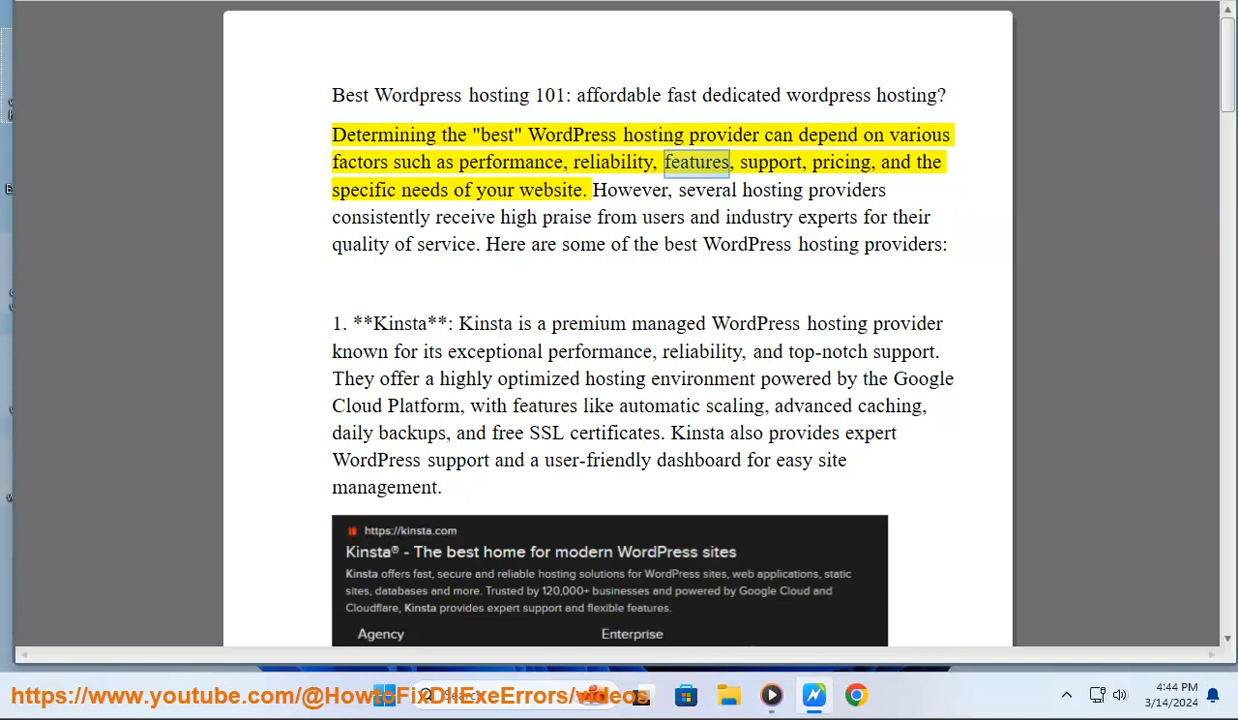 Best Wordpress hosting 101: affordable fast dedicated wordpress hosting?
Determining the "best" WordPress hosting provider can depend on various
factors such as performance, reliability, features, support, pricing, and the
specific needs of your website. However, several hosting providers
consistently receive high praise from users and industry experts for their
quality of service. Here are some of the best WordPress hosting providers:
1. **Kinsta**: Kinsta is a premium managed WordPress hosting provider
known for its exceptional performance, reliability, and top-notch support.
They offer a highly optimized hosting environment powered by the Google
Cloud Platform, with features like automatic scaling, advanced caching,
daily backups, and free SSL certificates. Kinsta also provides expert
WordPress support and a user-friendly dashboard for easy site
management.
https://kinsta.com
Kinsta® - The best home for modern WordPress sites
Kinsta offers fast, secure and reliable hosting solutions for WordPress sites, web applications, static
sites, databases and more. Trusted by 120,000+ businesses and powered by Google Cloud and
Cloudflare, Kinsta provides expert support and flexible features.
Agency Enterprise
https://www.youtube.com/@HowtoFixDllExeErrors/videos
4:44 PM
3/14/2024